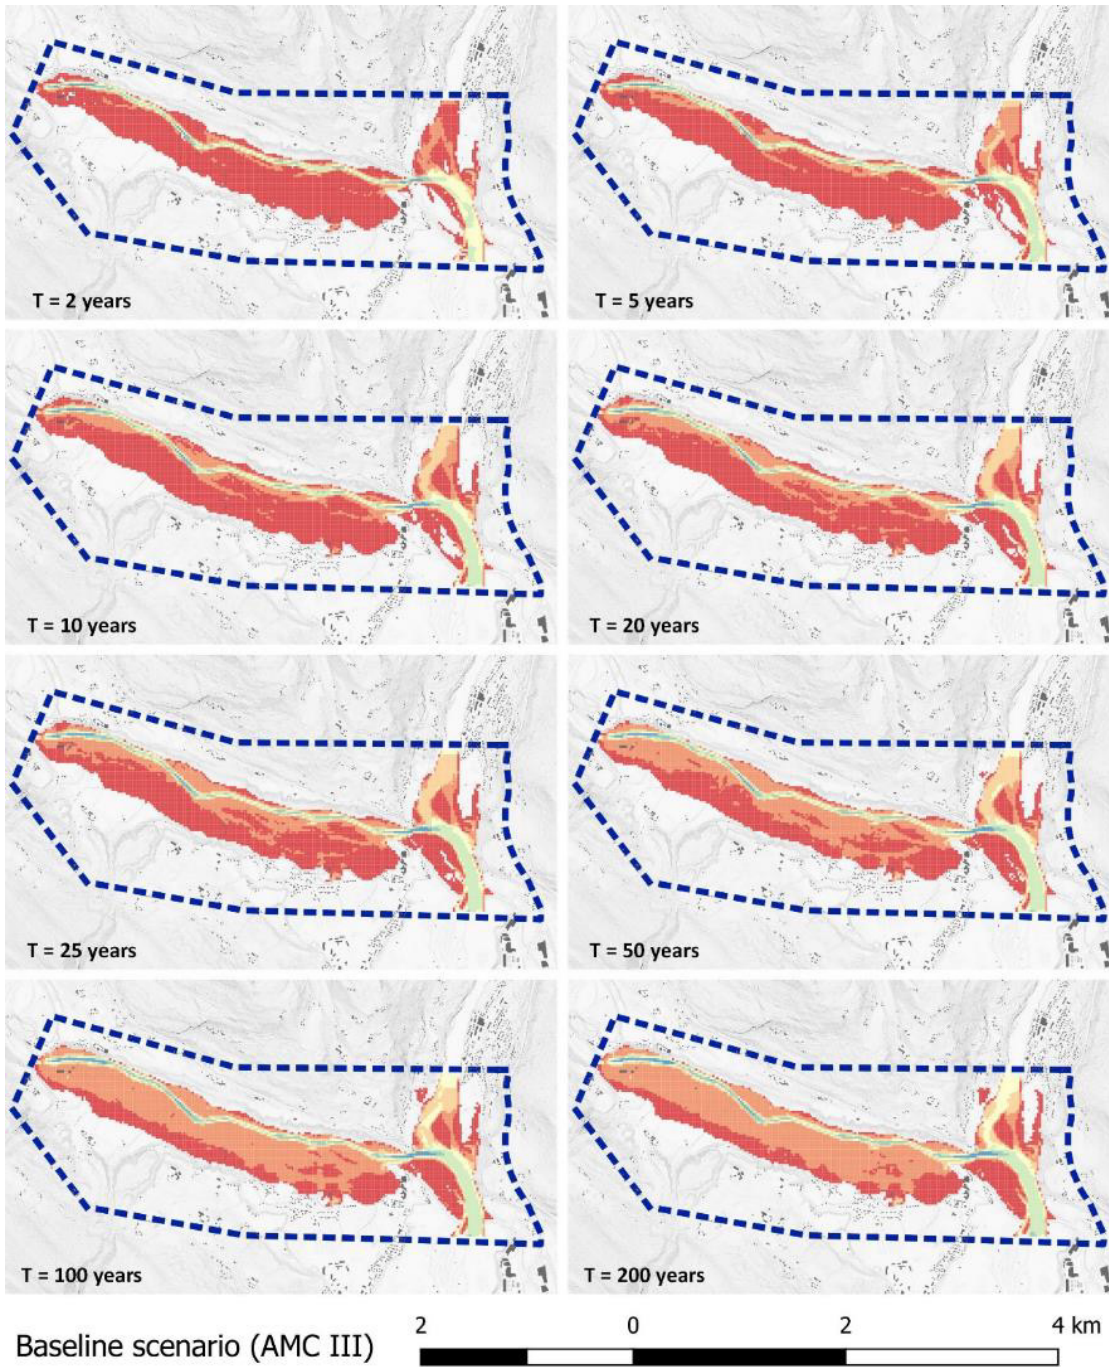 T = 2 years
T = 5 years
T = 10 years
T = 20 years
T = 25 years
T = 50 years
T = 100 years
T = 200 years
Baseline scenario (AMC III)
2 0 2 4 km